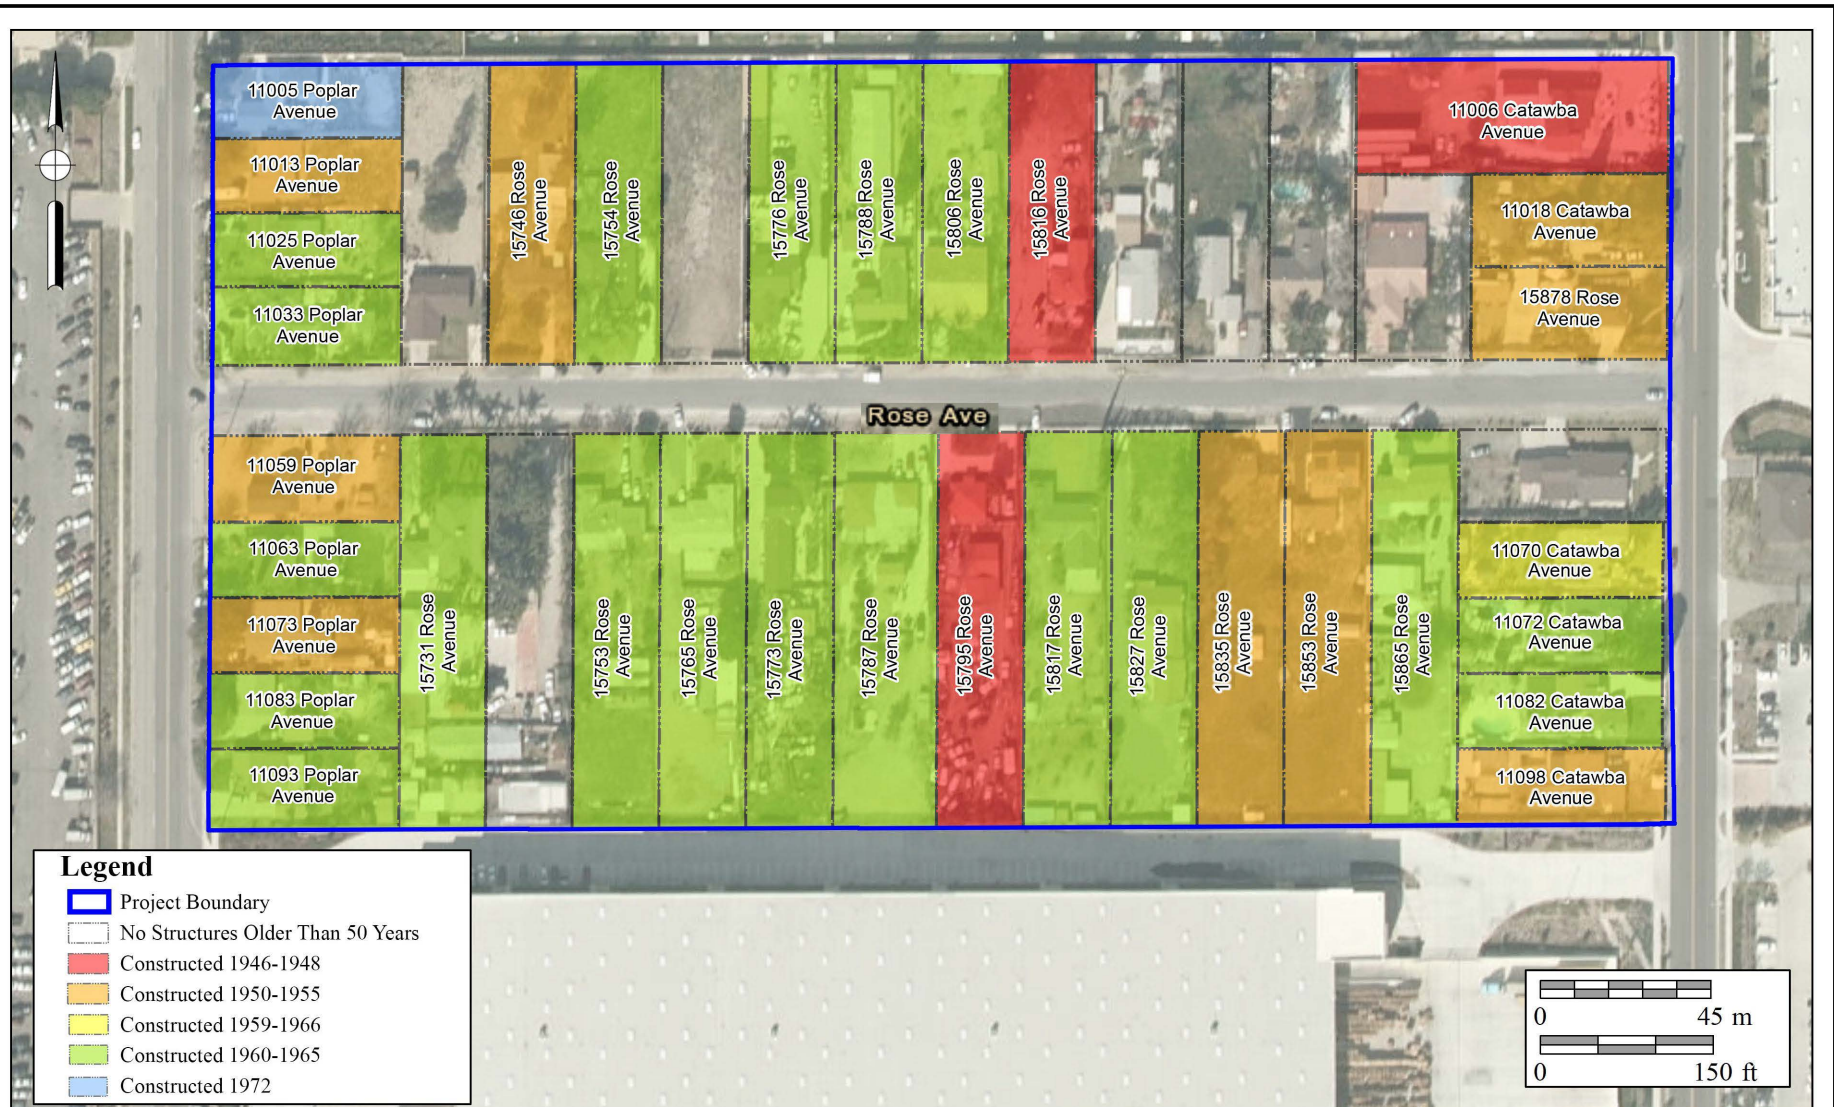 11005 Poplar
Avenue
11013 Poplar
Avenue
11025 Poplar
Avenue
11033 Poplar
Avenue
15746 Rose
Avenue
15754 Rose
Avenue
15776 Rose
Avenue
15788 Rose
Avenue
15806 Rose
Avenue
15816 Rose
Avenue
11006 Catawba
Avenue
11018 Catawba
Avenue
15878 Rose
Avenue
Rose Ave
11059 Poplar
Avenue
11063 Poplar
Avenue
11073 Poplar
Avenue
11083 Poplar
Avenue
11093 Poplar
Avenue
15731 Rose
Avenue
15753 Rose
Avenue
15765 Rose
Avenue
15773 Rose
Avenue
15787 Rose
Avenue
15795 Rose
Avenue
15817 Rose
Avenue
15827 Rose
Avenue
15835 Rose
Avenue
15853 Rose
Avenue
15865 Rose
Avenue
11070 Catawba
Avenue
11072 Catawba
Avenue
11082 Catawba
Avenue
11098 Catawba
Avenue
Legend
Project Boundary
No Structures Older Than 50 Years
Constructed 1946-1948
Constructed 1950-1955
Constructed 1959-1966
Constructed 1960-1965
Constructed 1972
0 45 m
0 150 ft